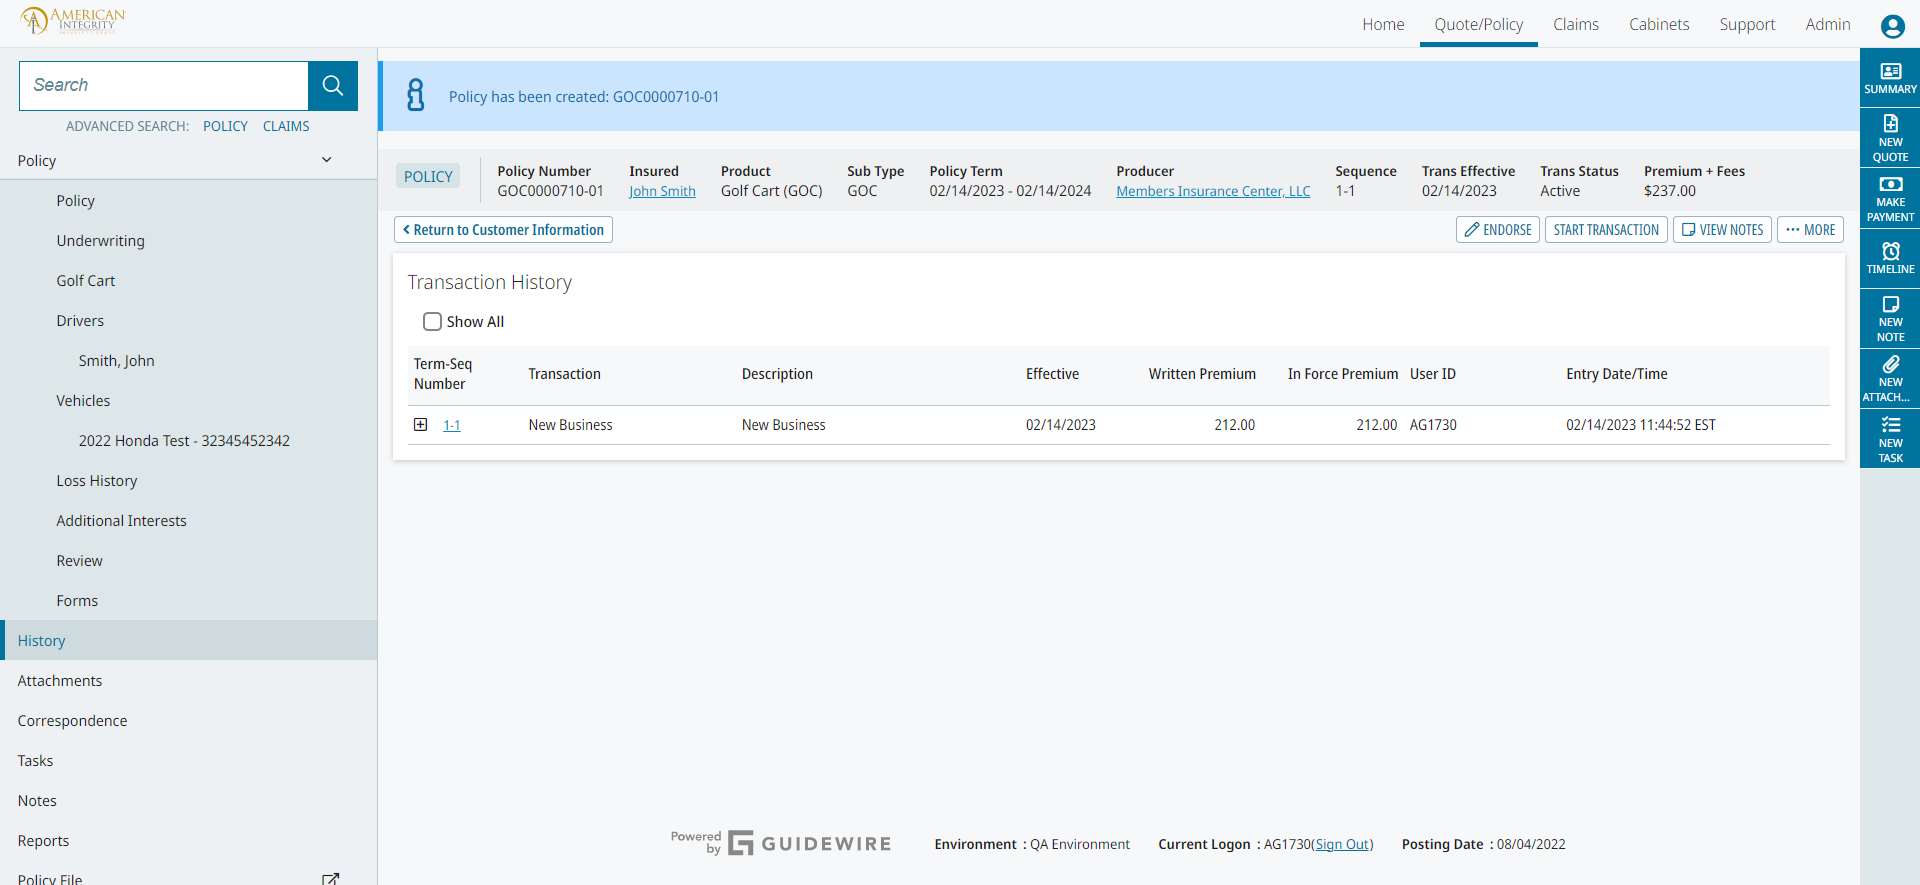 AMERICAN
INTEGRITY
INSURANCE GROUP
Home
Quote/Policy
Claims
Cabinets
Support
Admin
Search
ADVANCED SEARCH: POLICY CLAIMS
Policy
Policy
Underwriting
Golf Cart
Drivers
Smith, John
Vehicles
2022 Honda Test - 32345452342
Loss History
Additional Interests
Review
Forms
History
Attachments
Correspondence
Tasks
Notes
Reports
Policy File
Policy has been created: GOC0000710-01
POLICY
Policy Number
GOC0000710-01
Insured
John Smith
Product
Golf Cart (GOC)
Sub Type
GOC
Policy Term
02/14/2023 - 02/14/2024
Producer
Members Insurance Center, LLC
Sequence
1-1
Trans Effective
02/14/2023
Trans Status
Active
Premium + Fees
$237.00
Return to Customer Information
ENDORSE
START TRANSACTION
VIEW NOTES
MORE
Transaction History
Show All
Term-Seq Number Transaction Description Effective Written Premium In Force Premium User ID Entry Date/Time
1-1 New Business New Business 02/14/2023 212.00 212.00 AG1730 02/14/2023 11:44:52 EST
SUMMARY
NEW
QUOTE
MAKE
PAYMENT
TIMELINE
NEW
NOTE
NEW
ATTACH...
NEW
TASK
Powered
by
GUIDEWIRE
Environment : QA Environment
Current Logon : AG1730(Sign Out)
Posting Date : 08/04/2022